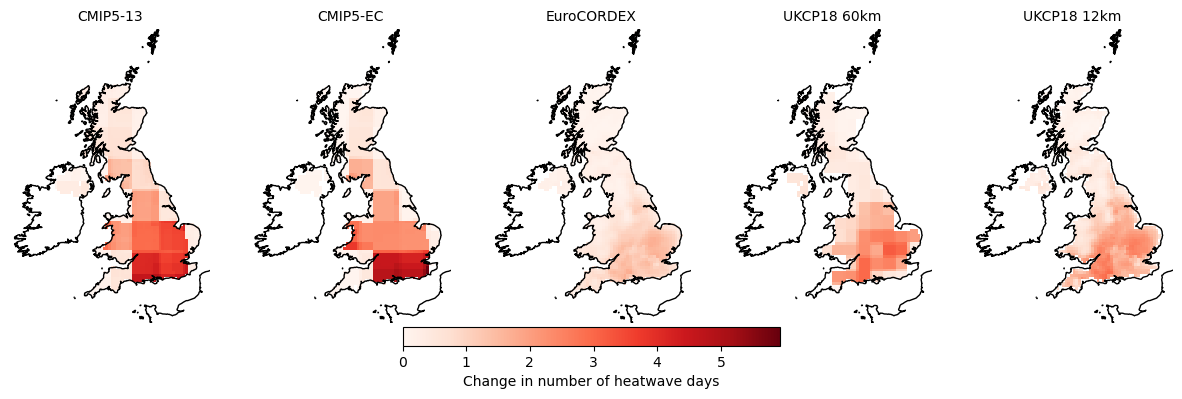 CMIP5-13 CMIP5-EC EuroCORDEX UKCP18 60km UKCP18 12km
0 1 2 3 4 5
Change in number of heatwave days